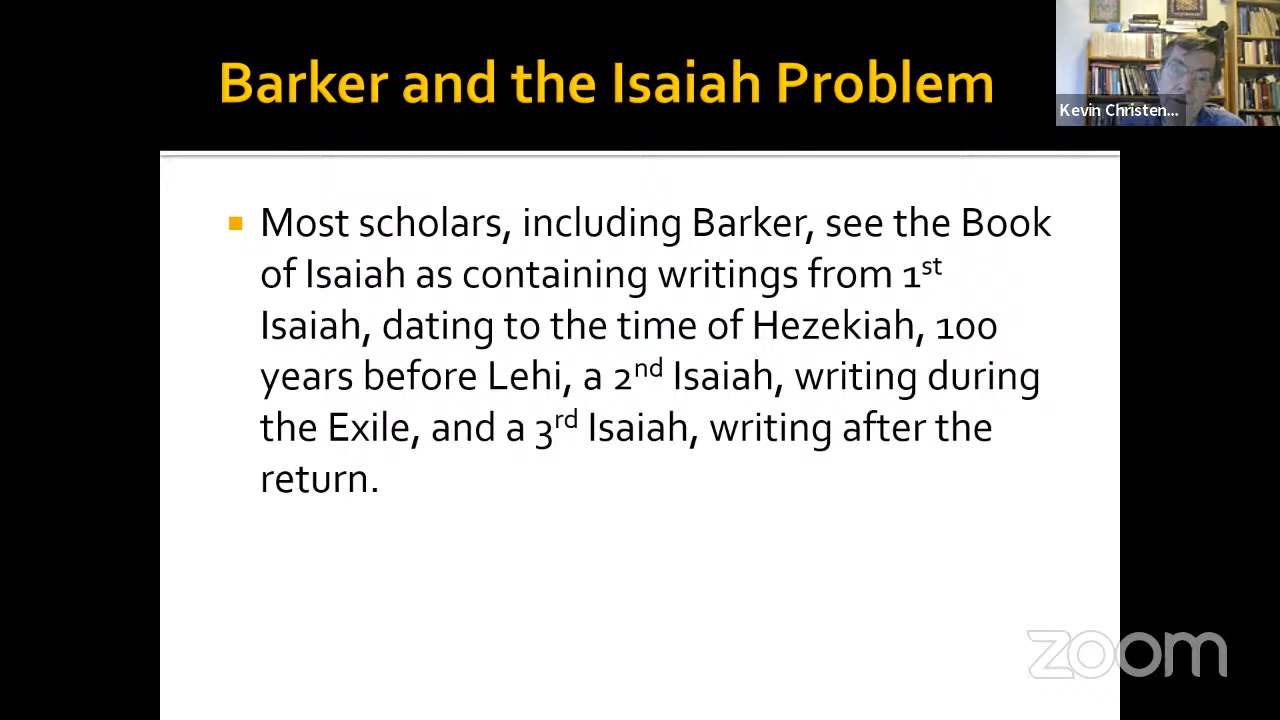 Barker and the Isaiah Problem
Kevin Christen...
Most scholars, including Barker, see the Book
of Isaiah as containing writings from 1st
Isaiah, dating to the time of Hezekiah, 100
years before Lehi, a 2nd Isaiah, writing during
the Exile, and a 3rd Isaiah, writing after the
return.
zoom